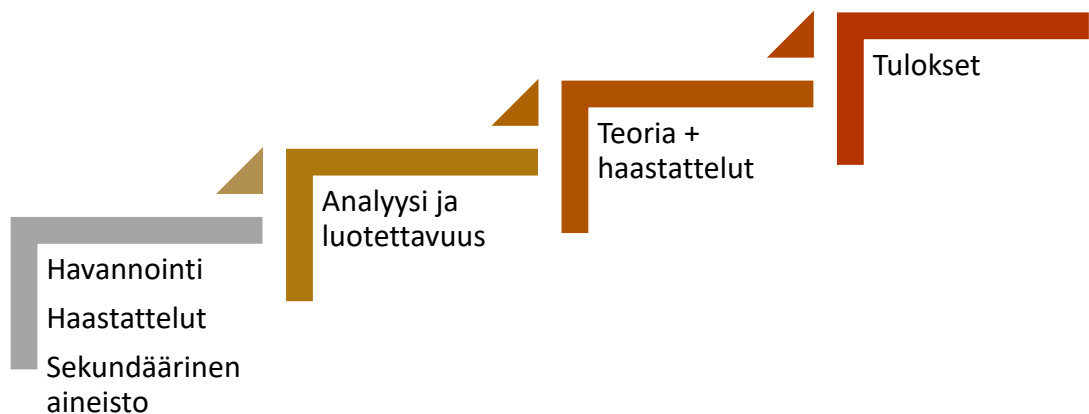 Havannointi
Haastattelut
Sekundäärinen
aineisto
Analyysi ja
luotettavuus
Teoria +
haastattelut
Tulokset